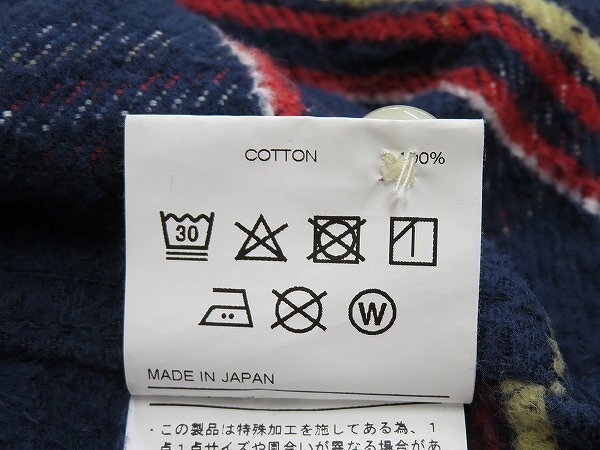 COTTON 100%
30
W
MADE IN JAPAN
・この製品は特殊加工を施してある為、1
点1点サイズや風合いが異なる場合があ